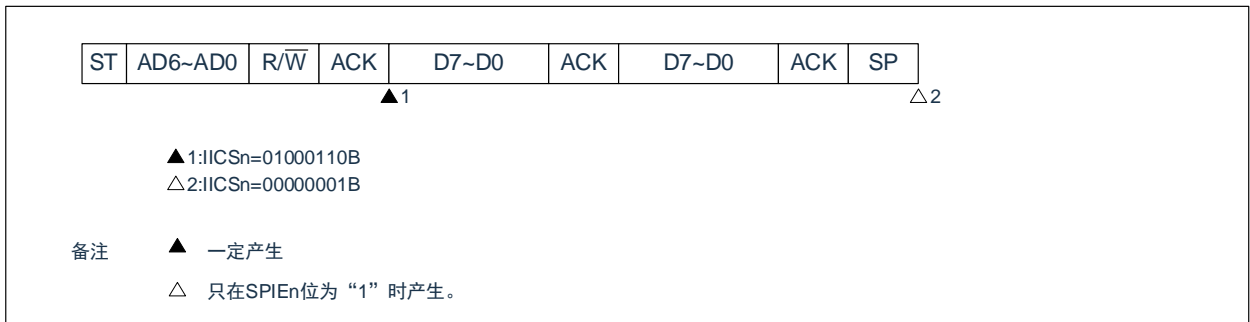 ST AD6~AD0 R/W̅ ACK D7~D0 ACK D7~D0 ACK SP
▲1 △2
▲1:IICSn=01000110B
△2:IICSn=00000001B
备注 ▲ 一定产生
△ 只在SPIEn位为“1”时产生。